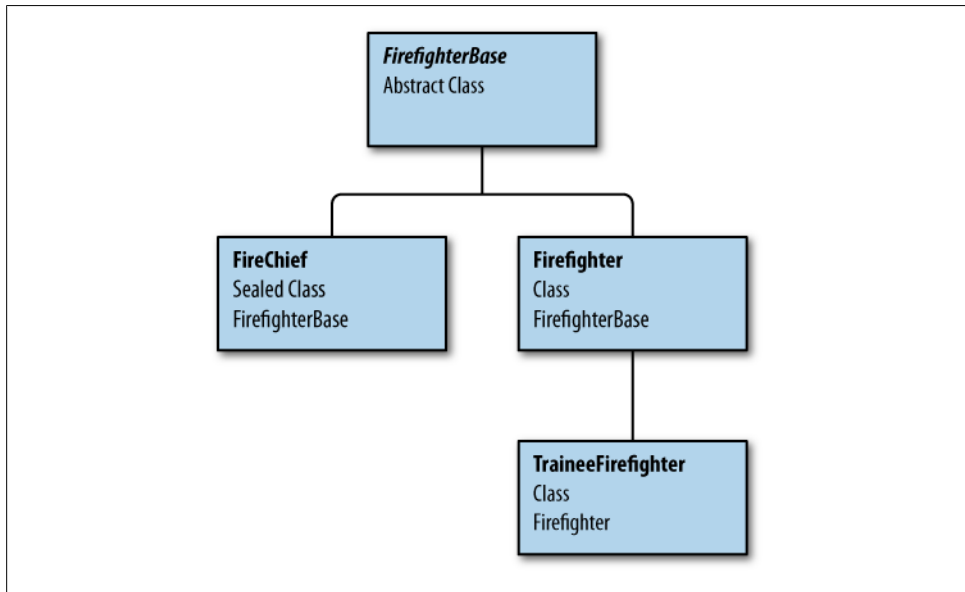 FirefighterBase
Abstract Class
FireChief
Sealed Class
FirefighterBase
Firefighter
Class
FirefighterBase
TraineeFirefighter
Class
Firefighter